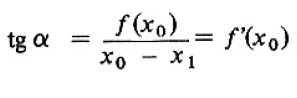 tg α = f(x₀) / (x₀ − x₁) = f'(x₀)